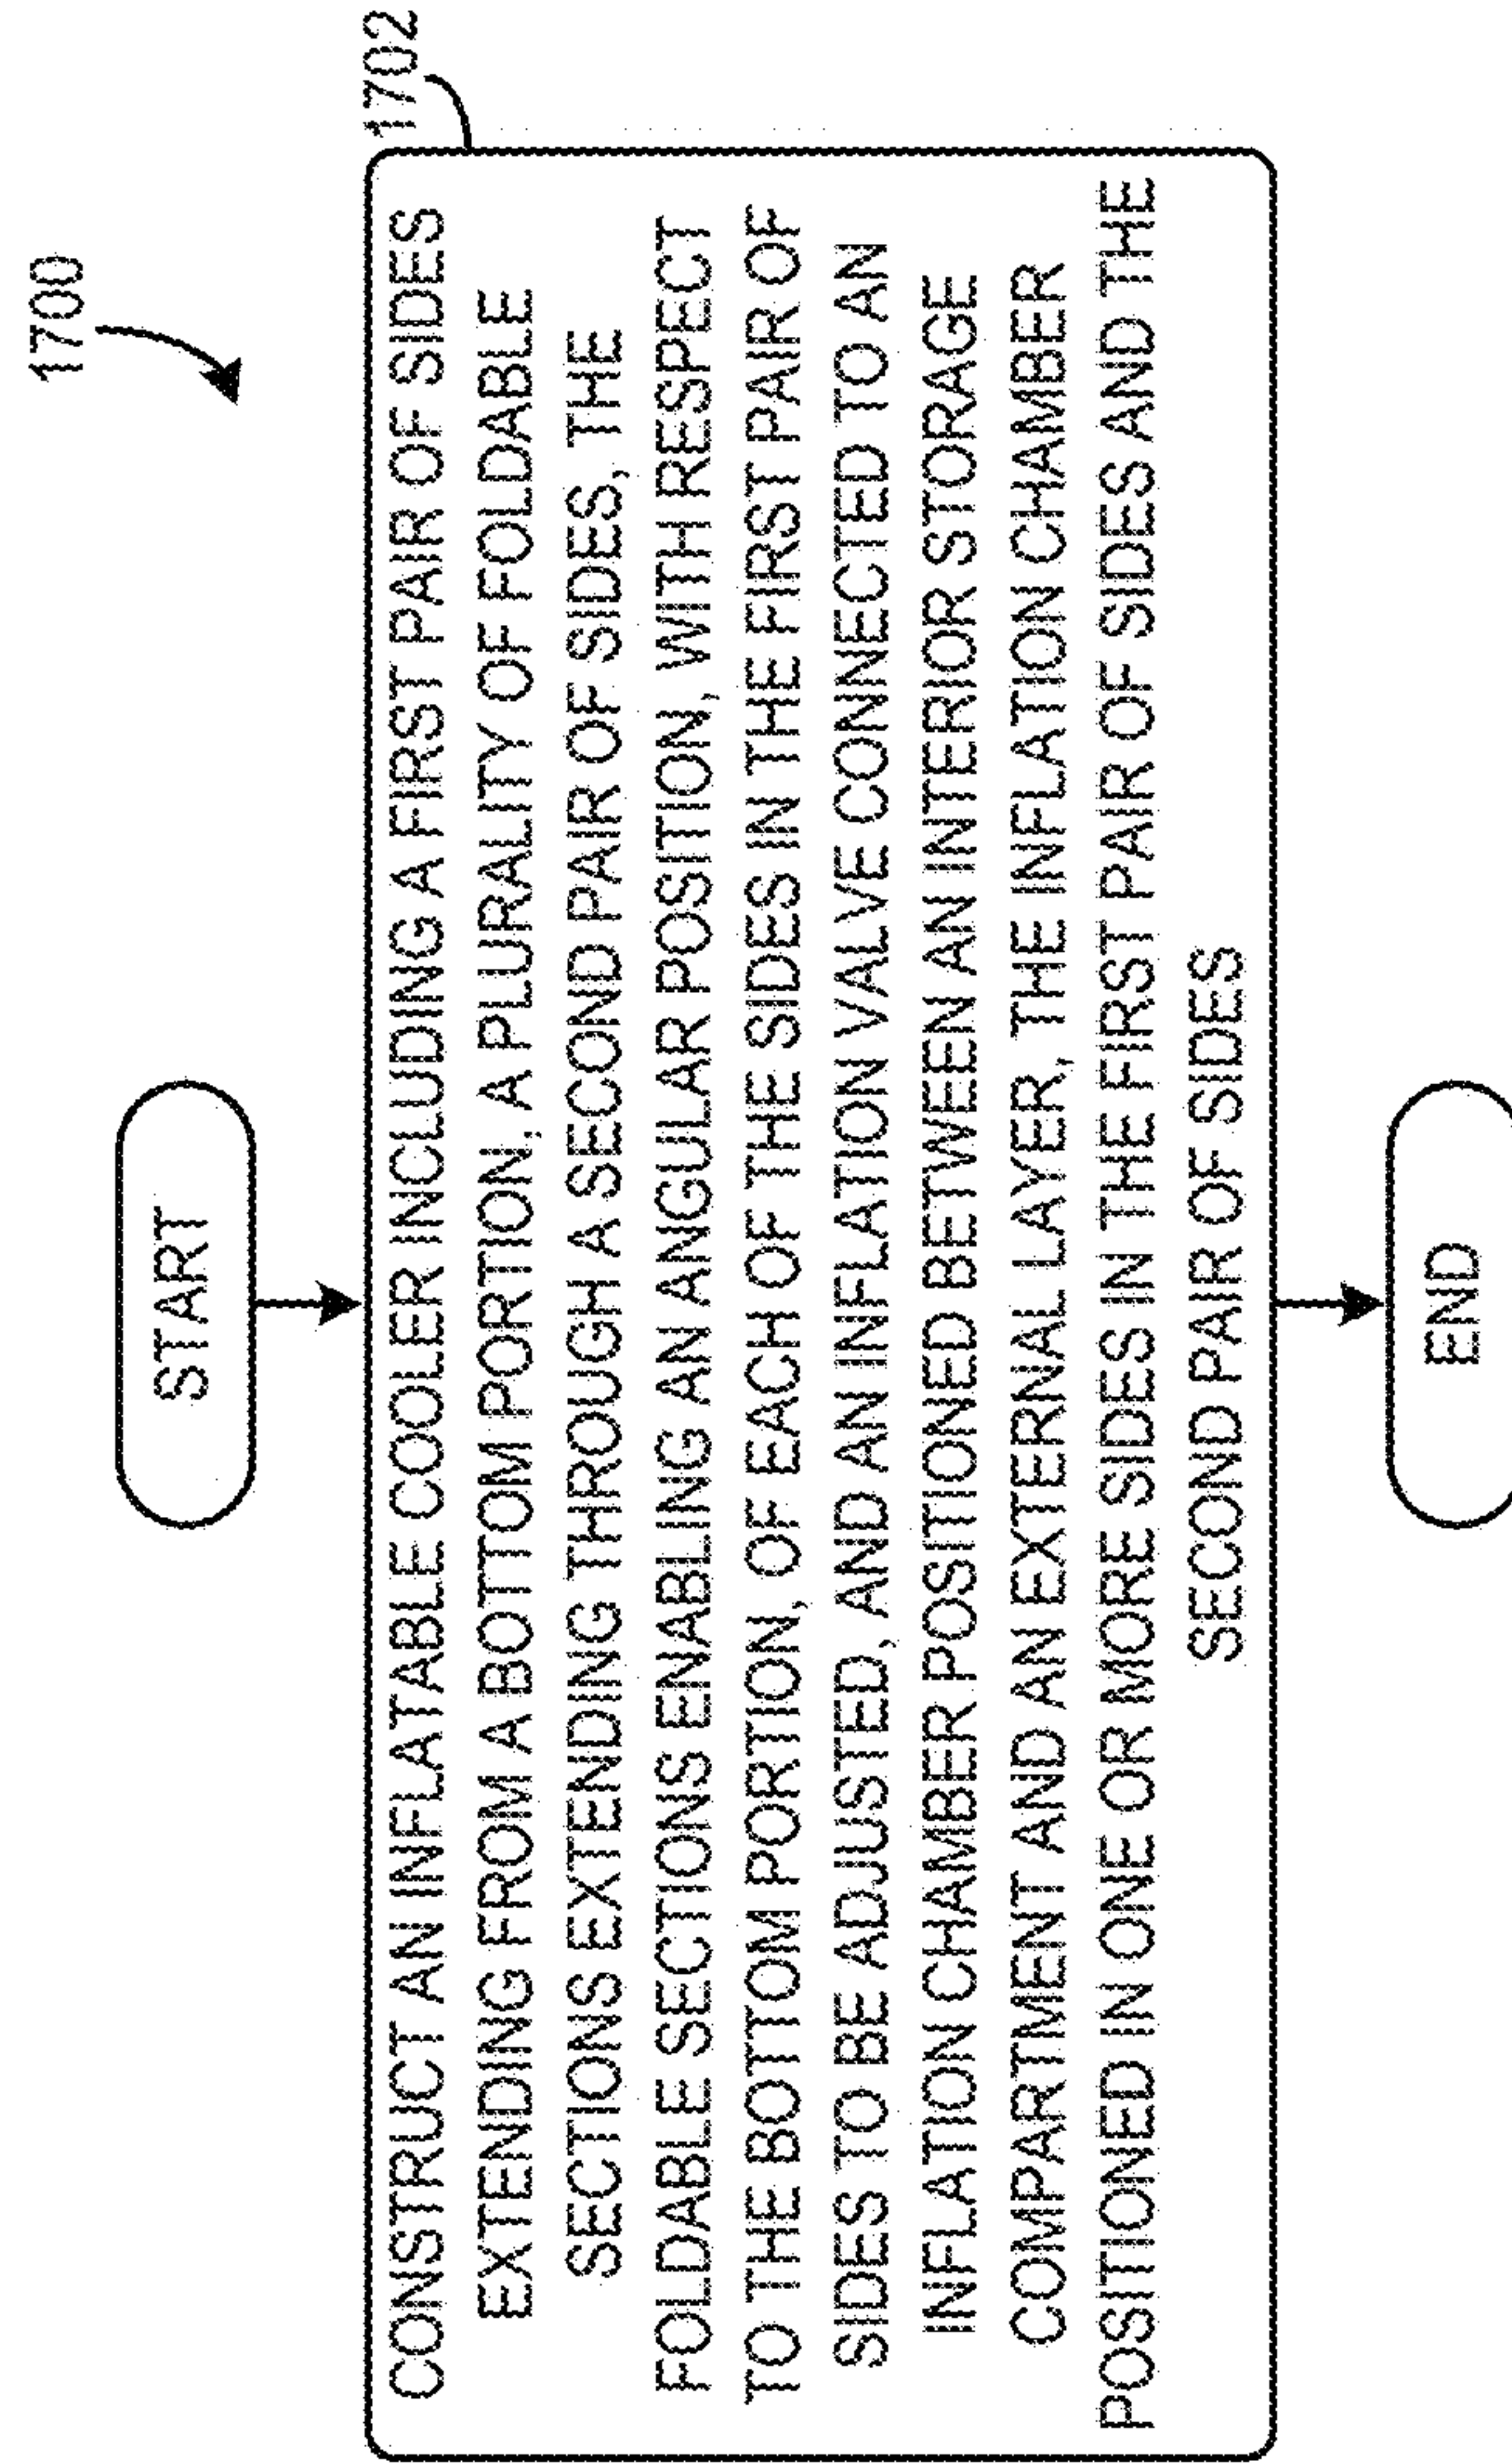 1700
START
1702
CONSTRUCT AN INFLATABLE COOLER INCLUDING A FIRST PAIR OF SIDES
EXTENDING FROM A BOTTOM PORTION, A PLURALITY OF FOLDABLE
SECTIONS EXTENDING THROUGH A SECOND PAIR OF SIDES, THE
FOLDABLE SECTIONS ENABLING AN ANGULAR POSITION, WITH RESPECT
TO THE BOTTOM PORTION, OF EACH OF THE SIDES IN THE FIRST PAIR OF
SIDES TO BE ADJUSTED, AND AN INFLATION VALVE CONNECTED TO AN
INFLATION CHAMBER POSITIONED BETWEEN AN INTERIOR STORAGE
COMPARTMENT AND AN EXTERNAL LAYER, THE INFLATION CHAMBER
POSITIONED IN ONE OR MORE SIDES IN THE FIRST PAIR OF SIDES AND THE
SECOND PAIR OF SIDES
END